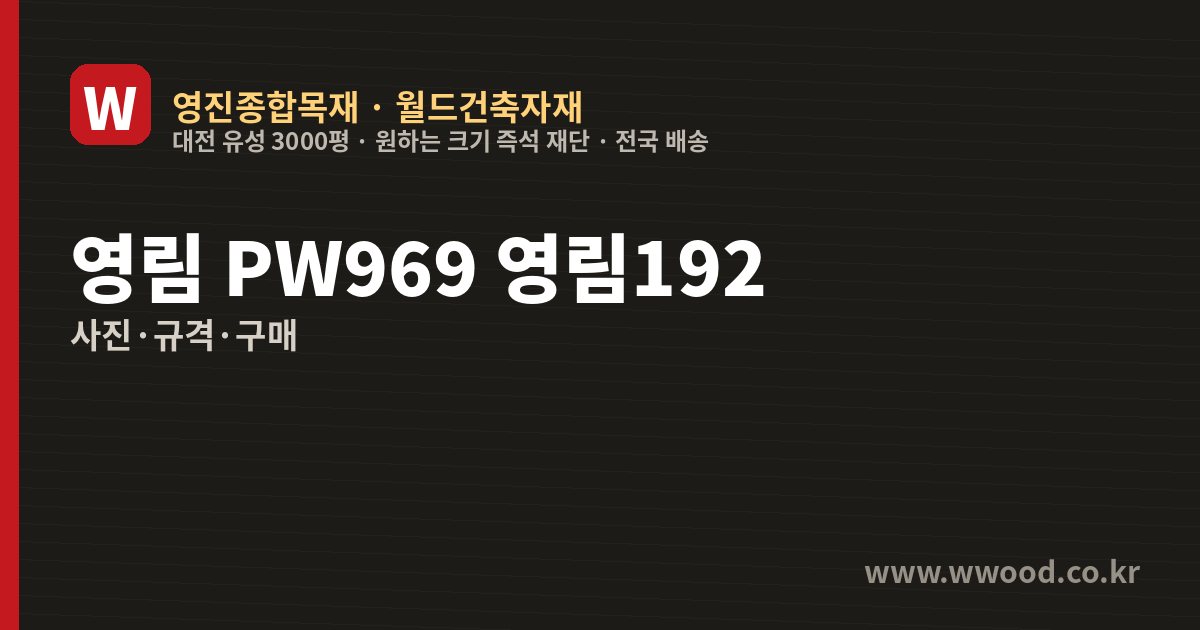 W
영진종합목재 · 월드건축자재
대전 유성 3000평 · 원하는 크기 즉석 재단 · 전국 배송
영림 PW969 영림192
사진·규격·구매
www.wwood.co.kr